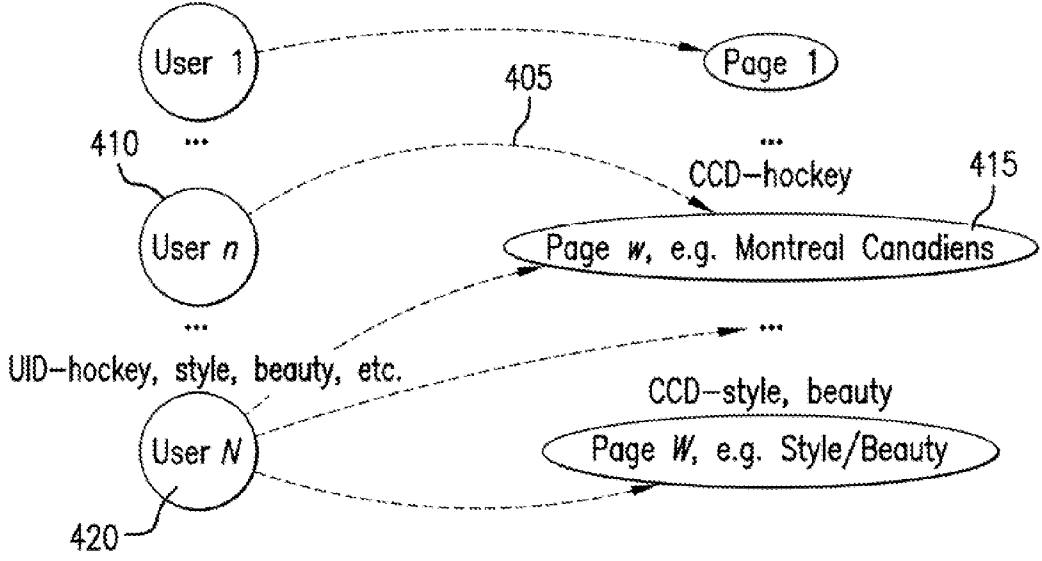 User 1
Page 1
405
...
...
410
CCD-hockey
415
User n
Page w, e.g. Montreal Canadiens
...
...
UID-hockey, style, beauty, etc.
CCD-style, beauty
User N
Page W, e.g. Style/Beauty
420